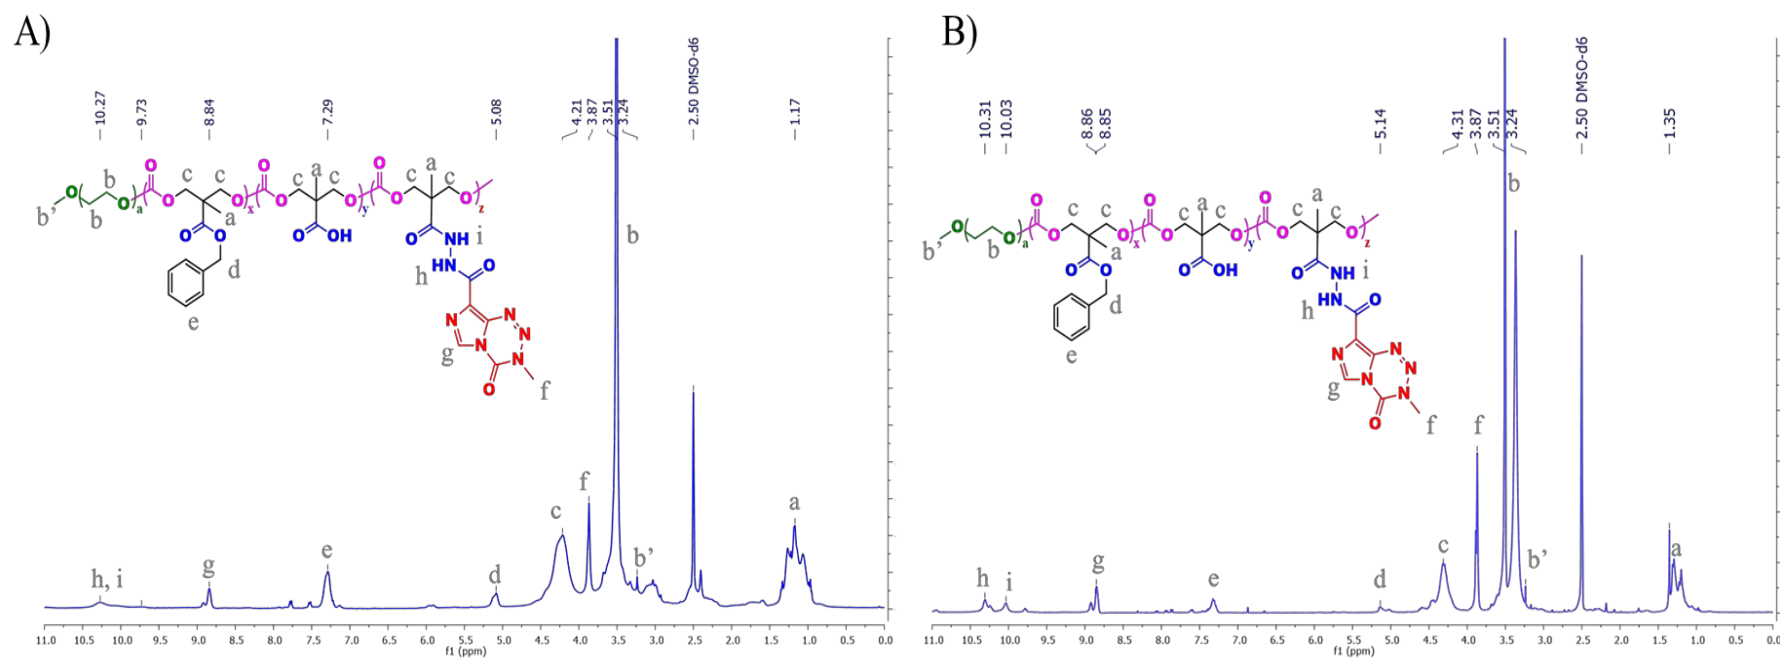 A)
10.27
9.73
8.84
7.29
5.08
4.21
3.87
3.51
3.24
2.50 DMSO-d6
1.17
O O O O
c c a a
c c c c
b O O O O O O O
b' b O a x y z
a
O O O OH O NH i
d
h HN O
e
N N N
g N N
O f
b
f
c
a
h, i g e d b'
11.0 10.5 10.0 9.5 9.0 8.5 8.0 7.5 7.0 6.5 6.0 5.5 5.0 4.5 4.0 3.5 3.0 2.5 2.0 1.5 1.0 0.5 0.0
f1 (ppm)
B)
10.31
10.03
8.86
8.85
5.14
4.31
3.87
3.51
3.24
2.50 DMSO-d6
1.35
b
O O O
c c a a
c c c c
O O O O O O O
b' b O a x y z
a
O O O OH O NH i
d
h HN O
e
N N N
g N N
O f
f
c
a
h i g e d b'
11.0 10.5 10.0 9.5 9.0 8.5 8.0 7.5 7.0 6.5 6.0 5.5 5.0 4.5 4.0 3.5 3.0 2.5 2.0 1.5 1.0 0.5 0.0
f1 (ppm)